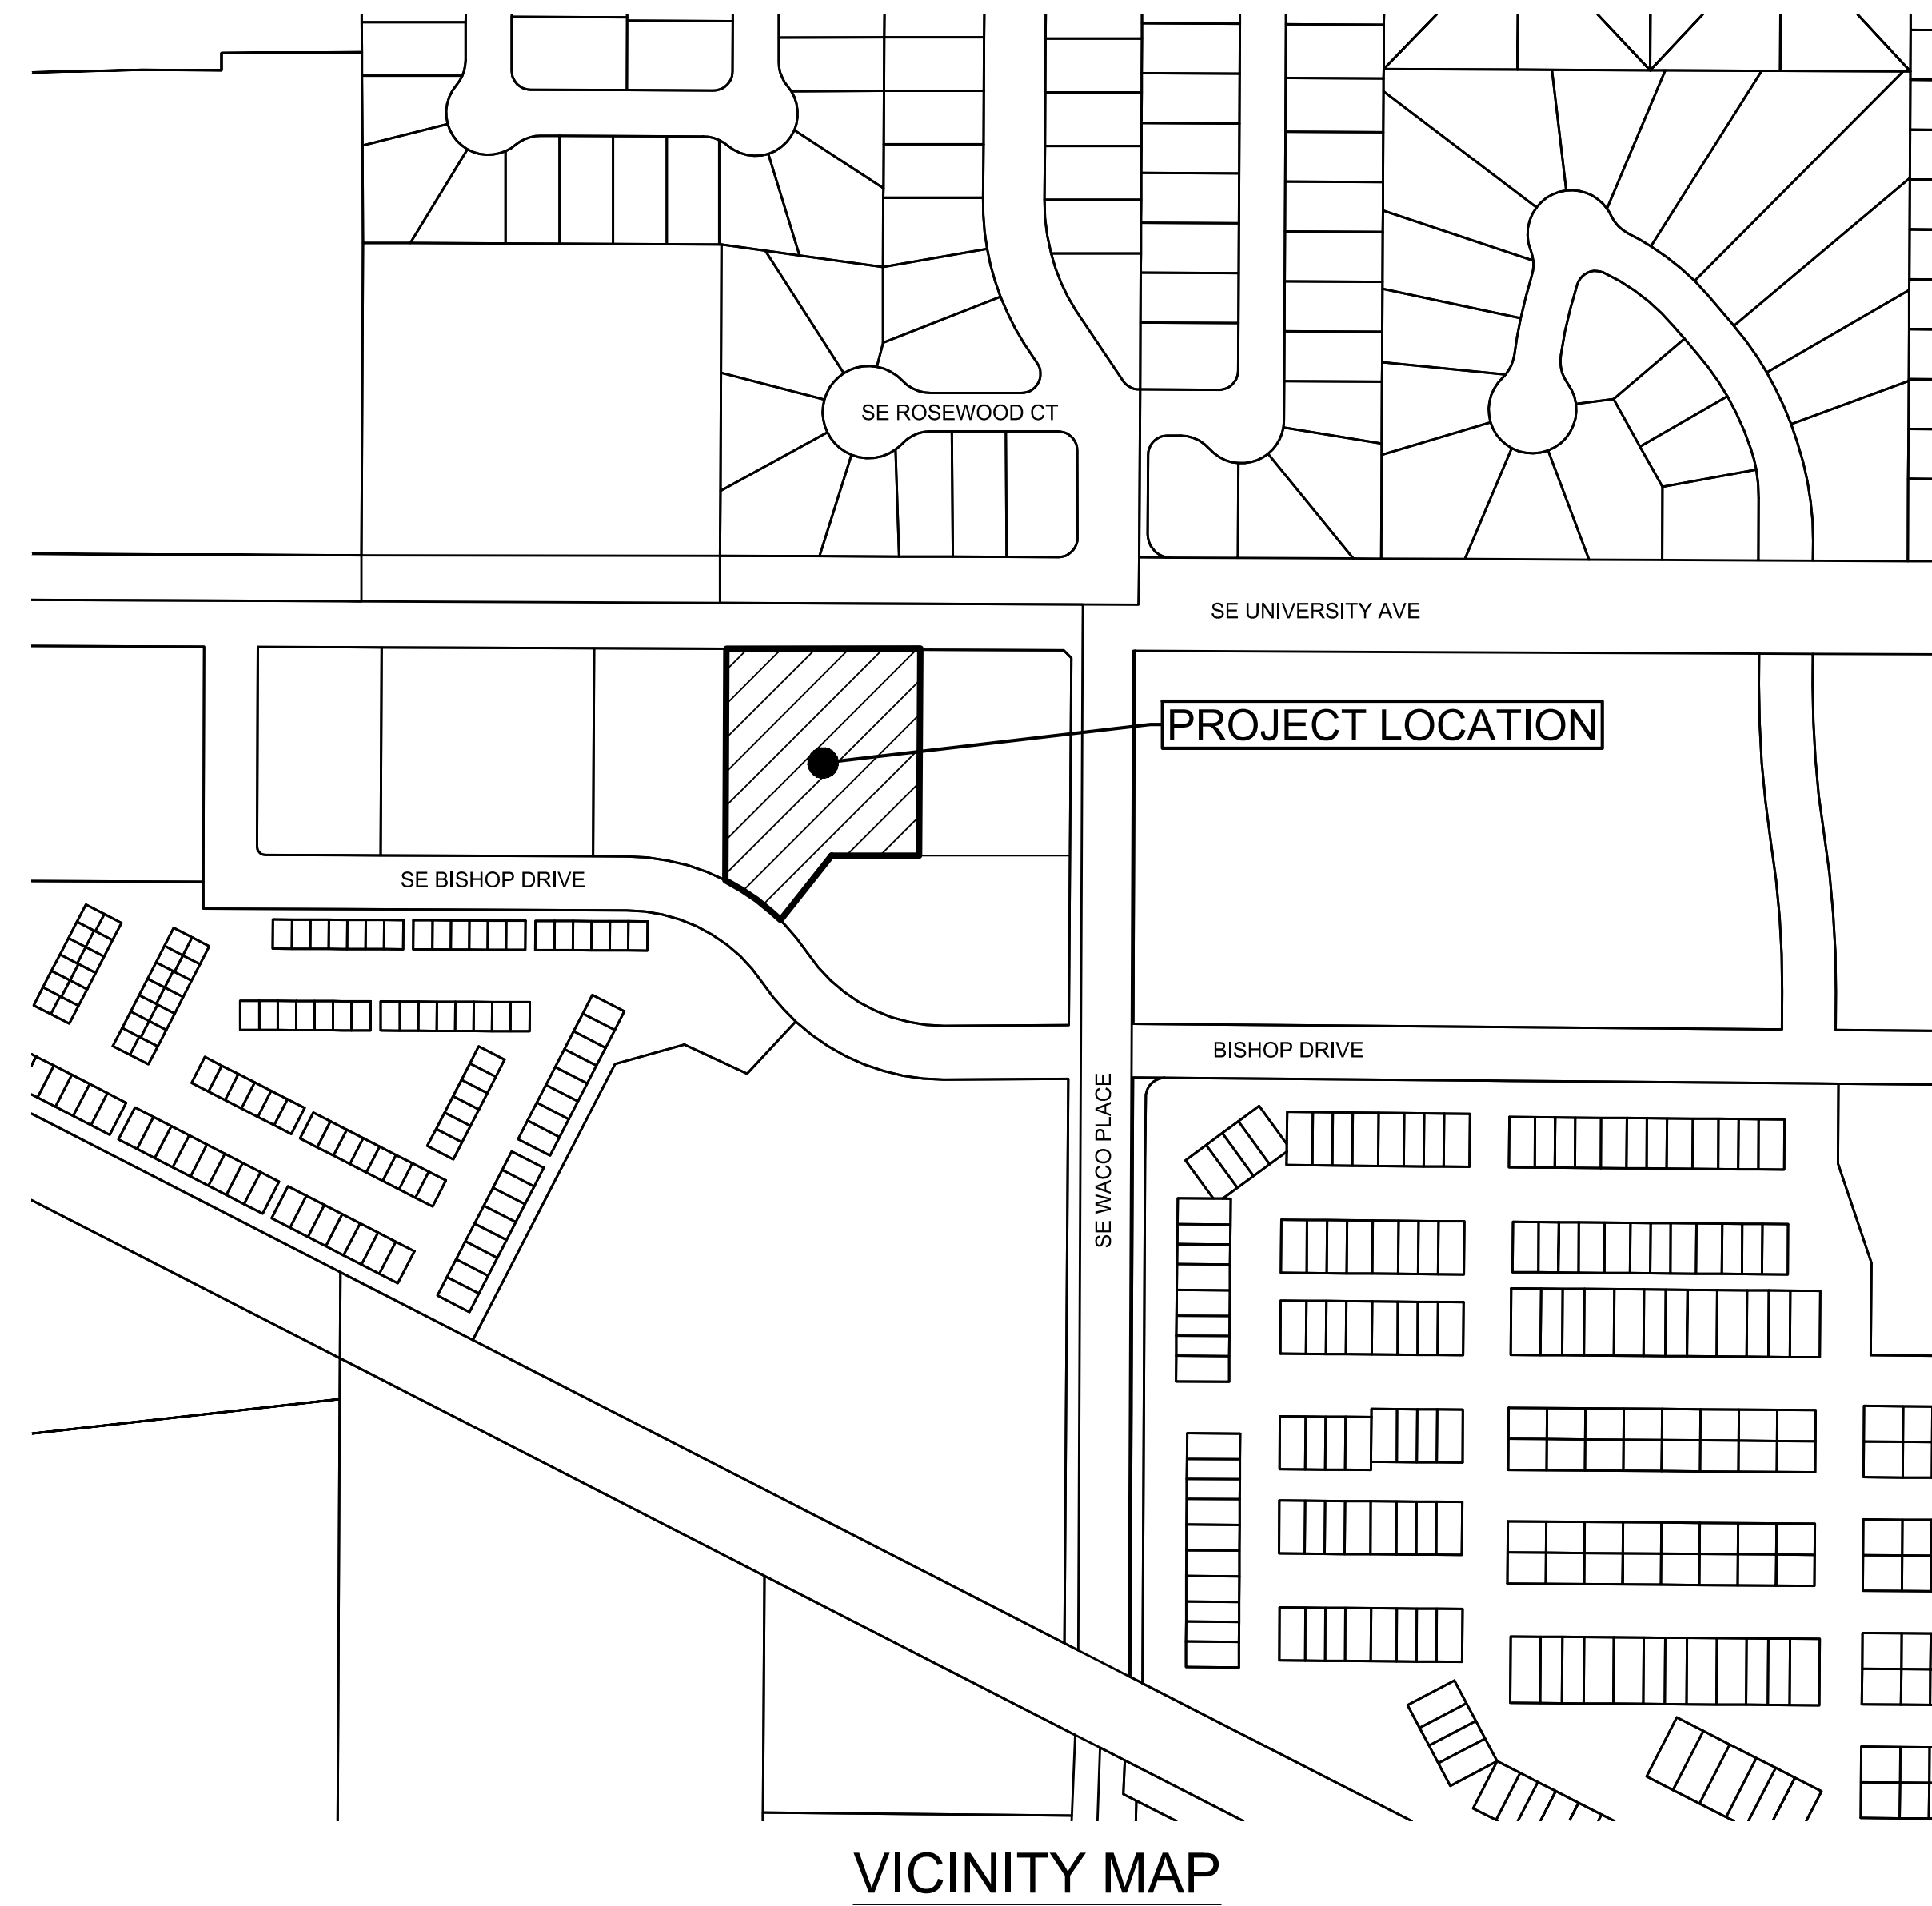 SE ROSEWOOD CT
SE UNIVERSITY AVE
PROJECT LOCATION
SE BISHOP DRIVE
BISHOP DRIVE
SE WACO PLACE
VICINITY MAP